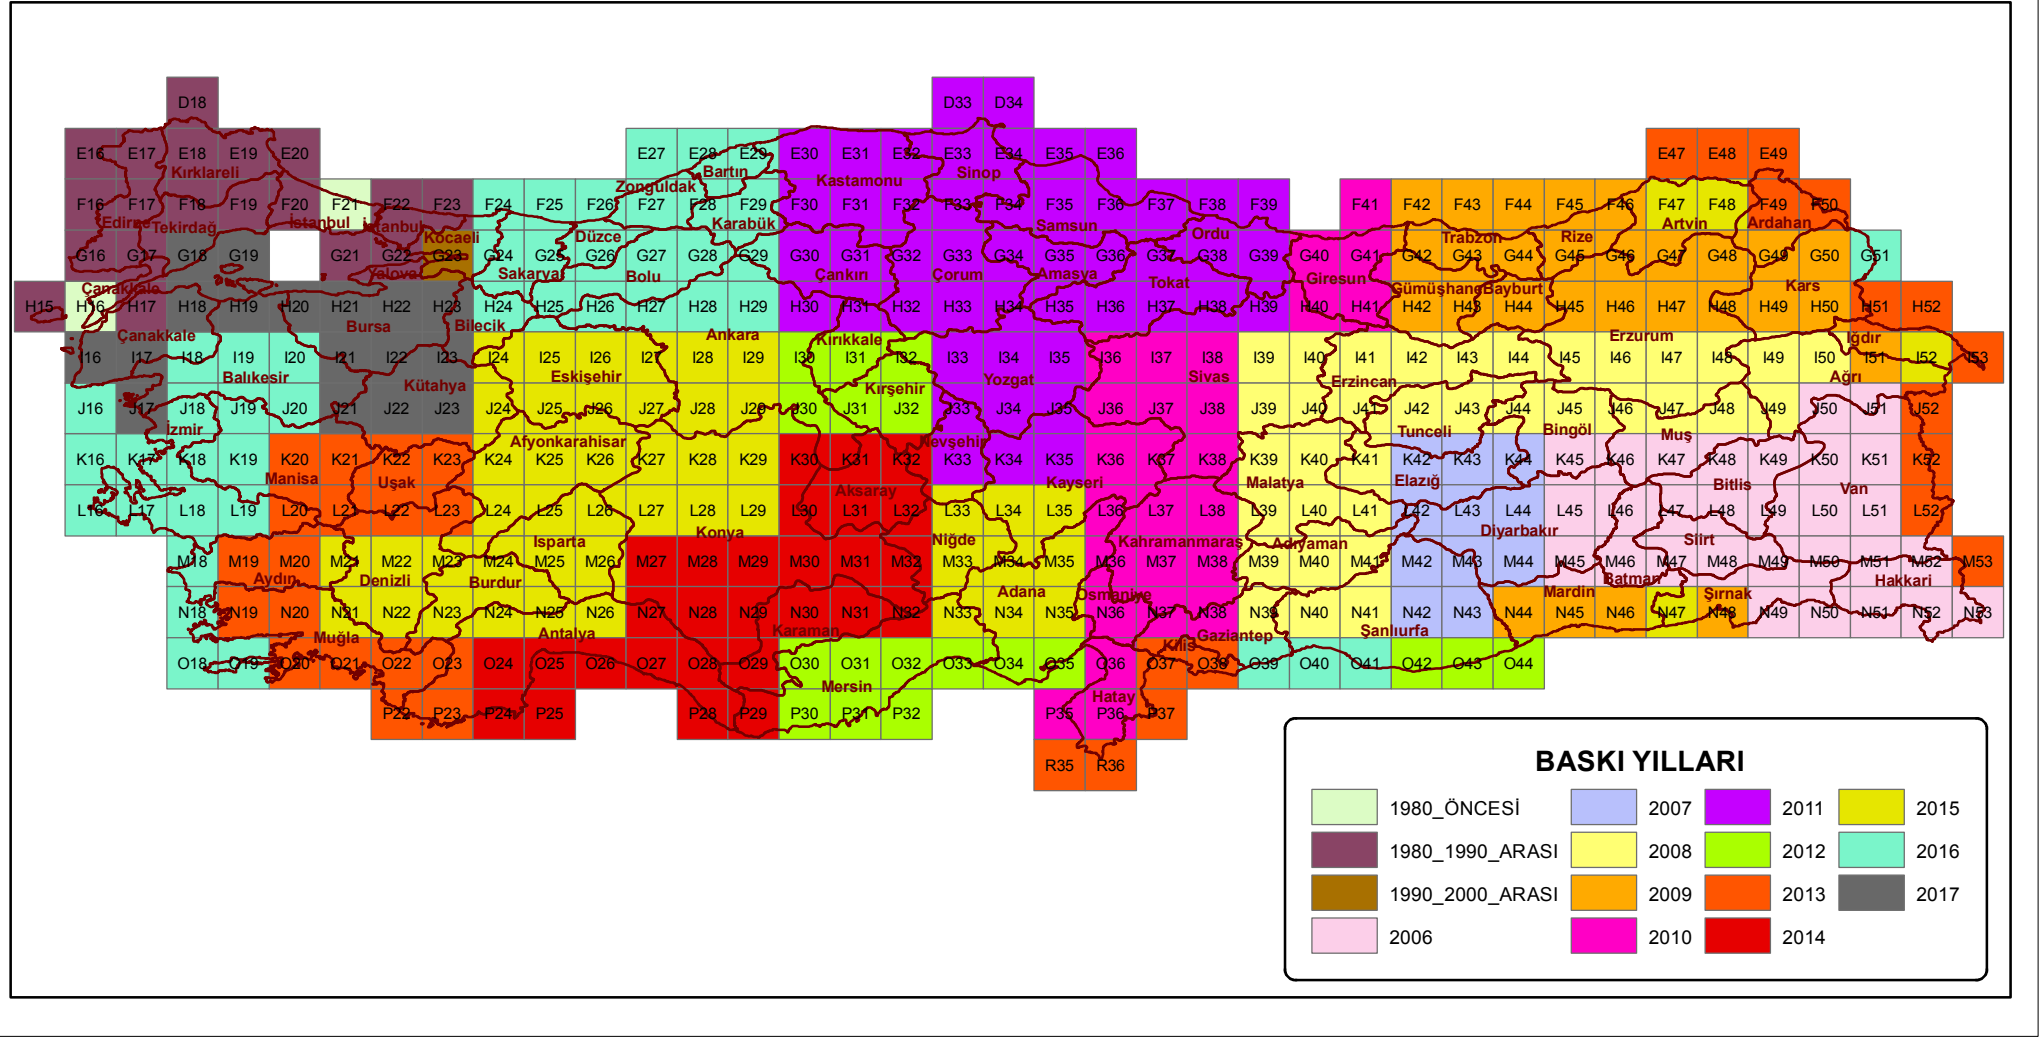 D18 D33 D34
E16 E17 E18 E19 E20 E27 E28 E29 E30 E31 E32 E33 E34 E35 E36 E47 E48 E49
Kırklareli Zonguldak Bartın Kastamonu Sinop
F16 F17 F18 F19 F20 F21 F22 F23 F24 F25 F26 F27 F28 F29 F30 F31 F32 F33 F34 F35 F36 F37 F38 F39 F41 F42 F43 F44 F45 F46 F47 F48 F49 F50
Edirne Tekirdağ İstanbul İstanbul Kocaeli Düzce Karabük Samsun Ordu Trabzon Rize Artvin Ardahan
G16 G17 G18 G19 G21 G22 G23 G24 G25 G26 G27 G28 G29 G30 G31 G32 G33 G34 G35 G36 G37 G38 G39 G40 G41 G42 G43 G44 G45 G46 G47 G48 G49 G50 G51
Çanakkale Yalova Sakarya Bolu Çankırı Çorum Amasya Tokat Giresun Gümüşhane Bayburt Kars
H15 H16 H17 H18 H19 H20 H21 H22 H23 H24 H25 H26 H27 H28 H29 H30 H31 H32 H33 H34 H35 H36 H37 H38 H39 H40 H41 H42 H43 H44 H45 H46 H47 H48 H49 H50 H51 H52
Çanakkale Bursa Bilecik Ankara Kırıkkale Erzurum Iğdır
I16 I17 I18 I19 I20 I21 I22 I23 I24 I25 I26 I27 I28 I29 I30 I31 I32 I33 I34 I35 I36 I37 I38 I39 I40 I41 I42 I43 I44 I45 I46 I47 I48 I49 I50 I51 I52 I53
Balıkesir Kütahya Eskişehir Kırşehir Yozgat Sivas Erzincan Ağrı
J16 J17 J18 J19 J20 J21 J22 J23 J24 J25 J26 J27 J28 J29 J30 J31 J32 J33 J34 J35 J36 J37 J38 J39 J40 J41 J42 J43 J44 J45 J46 J47 J48 J49 J50 J51 J52
İzmir Afyonkarahisar Nevşehir Tunceli Bingöl Muş
K16 K17 K18 K19 K20 K21 K22 K23 K24 K25 K26 K27 K28 K29 K30 K31 K32 K33 K34 K35 K36 K37 K38 K39 K40 K41 K42 K43 K44 K45 K46 K47 K48 K49 K50 K51 K52
Manisa Uşak Aksaray Kayseri Malatya Elazığ Bitlis Van
L16 L17 L18 L19 L20 L21 L22 L23 L24 L25 L26 L27 L28 L29 L30 L31 L32 L33 L34 L35 L36 L37 L38 L39 L40 L41 L42 L43 L44 L45 L46 L47 L48 L49 L50 L51 L52
Isparta Konya Niğde Kahramanmaraş Adıyaman Diyarbakır Siirt
M18 M19 M20 M21 M22 M23 M24 M25 M26 M27 M28 M29 M30 M31 M32 M33 M34 M35 M36 M37 M38 M39 M40 M41 M42 M43 M44 M45 M46 M47 M48 M49 M50 M51 M52 M53
Aydın Denizli Burdur Adana Osmaniye Mardin Batman Şırnak Hakkari
N18 N19 N20 N21 N22 N23 N24 N25 N26 N27 N28 N29 N30 N31 N32 N33 N34 N35 N36 N37 N38 N39 N40 N41 N42 N43 N44 N45 N46 N47 N48 N49 N50 N51 N52 N53
Muğla Antalya Karaman Kilis Gaziantep Şanlıurfa
O18 O19 O20 O21 O22 O23 O24 O25 O26 O27 O28 O29 O30 O31 O32 O33 O34 O35 O36 O37 O38 O39 O40 O41 O42 O43 O44
Mersin Hatay
P22 P23 P24 P25 P28 P29 P30 P31 P32 P35 P36 P37
R35 R36
BASKI YILLARI
1980_ÖNCESİ 2007 2011 2015
1980_1990_ARASI 2008 2012 2016
1990_2000_ARASI 2009 2013 2017
2006 2010 2014